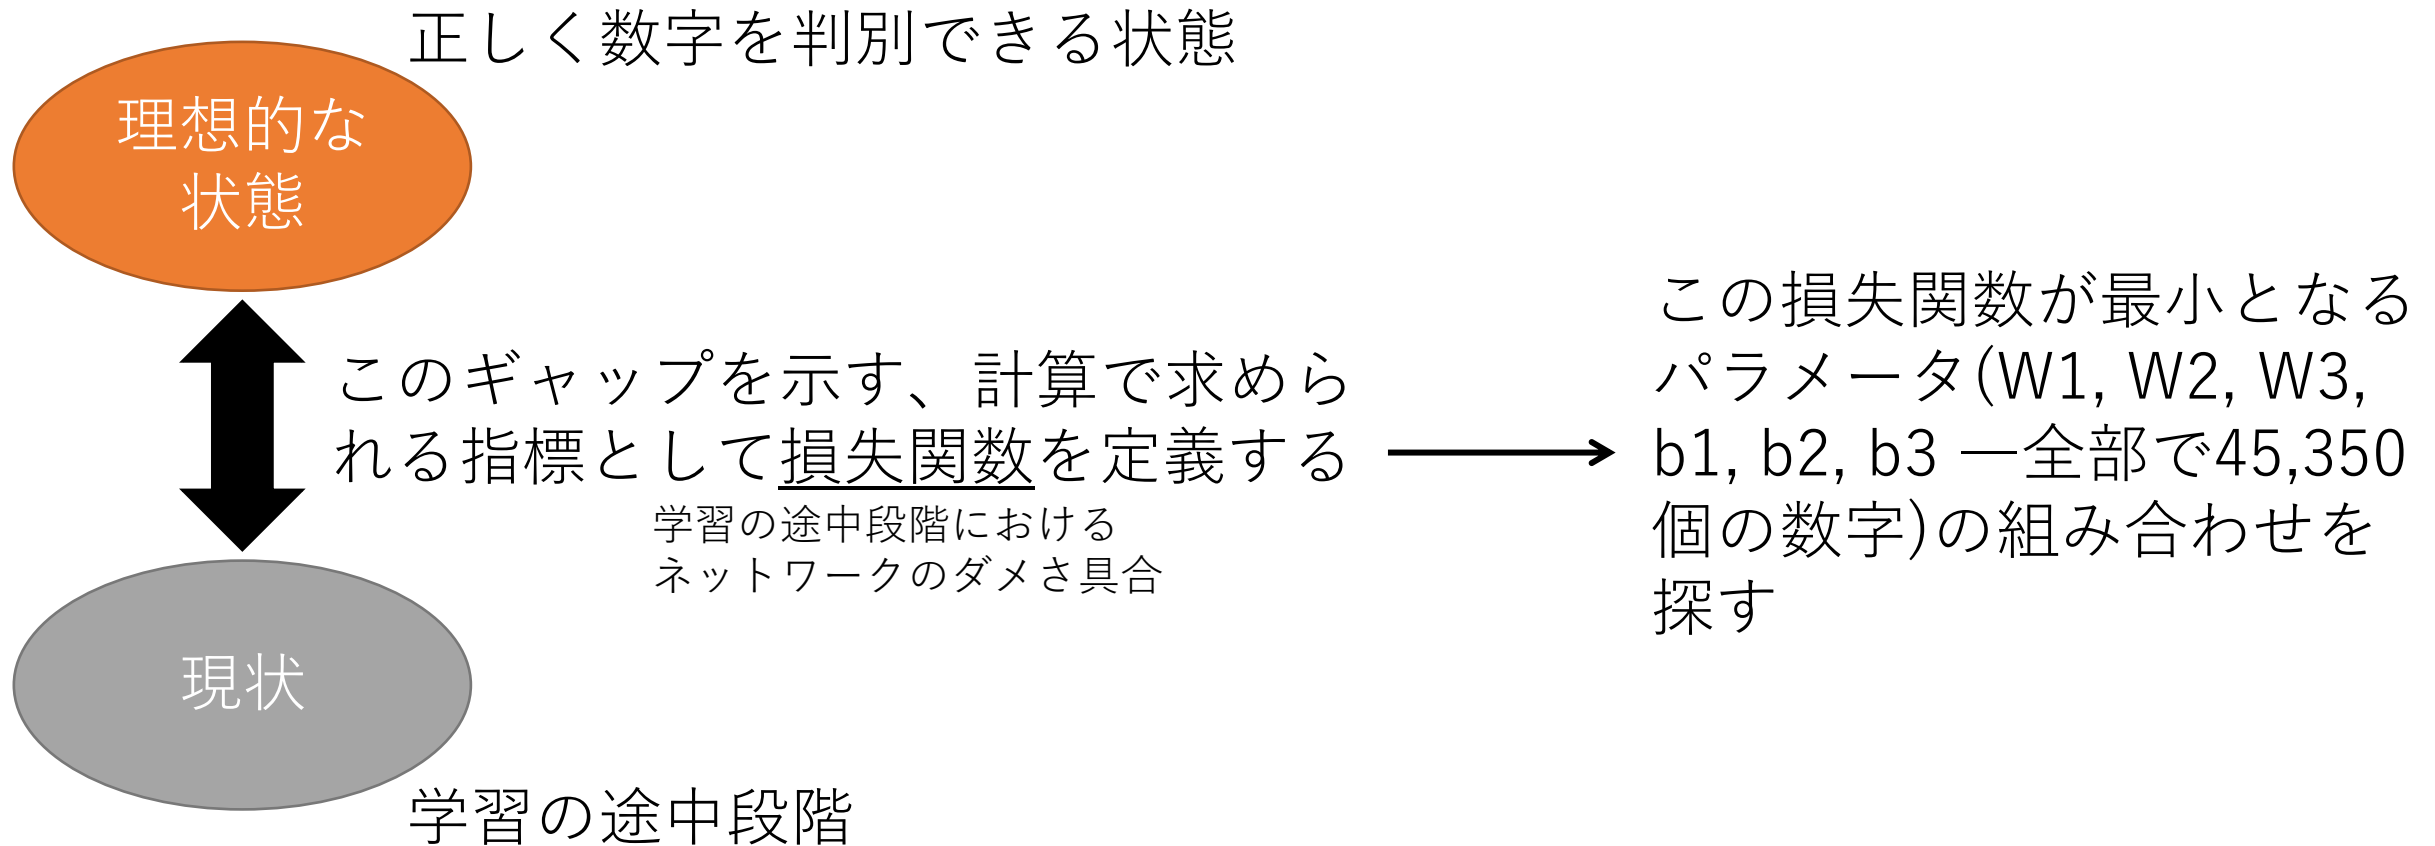 正しく数字を判別できる状態
理想的な
状態
このギャップを示す、計算で求めら
れる指標として損失関数を定義する
学習の途中段階における
ネットワークのダメさ具合
この損失関数が最小となる
パラメータ(W1, W2, W3,
b1, b2, b3 ―全部で45,350
個の数字)の組み合わせを
探す
現状
学習の途中段階